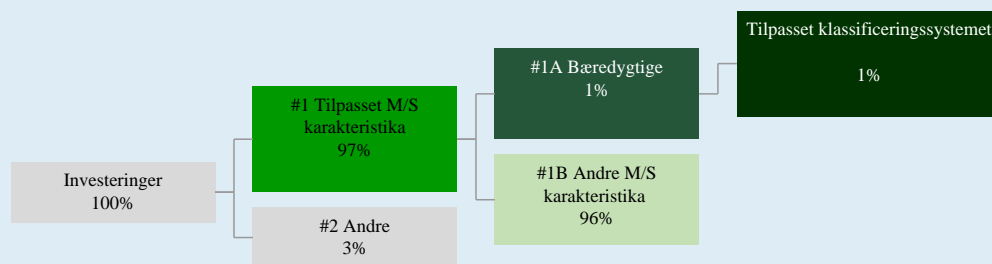 Investeringer
100%
#1 Tilpasset M/S
karakteristika
97%
#2 Andre
3%
#1A Bæredygtige
1%
#1B Andre M/S
karakteristika
96%
Tilpasset klassificeringssystemet
1%